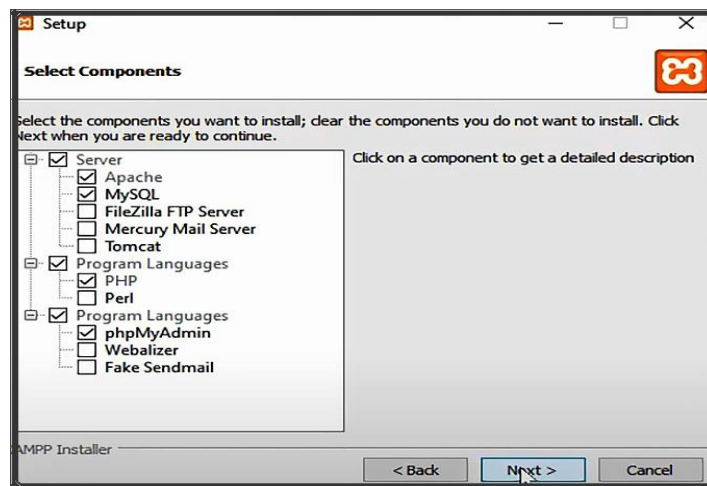 Setup
Select Components
Select the components you want to install; clear the components you do not want to install. Click
Next when you are ready to continue.
Server
Apache
MySQL
FileZilla FTP Server
Mercury Mail Server
Tomcat
Program Languages
PHP
Perl
Program Languages
phpMyAdmin
Webalizer
Fake Sendmail
Click on a component to get a detailed description
XAMPP Installer
< Back
Next >
Cancel